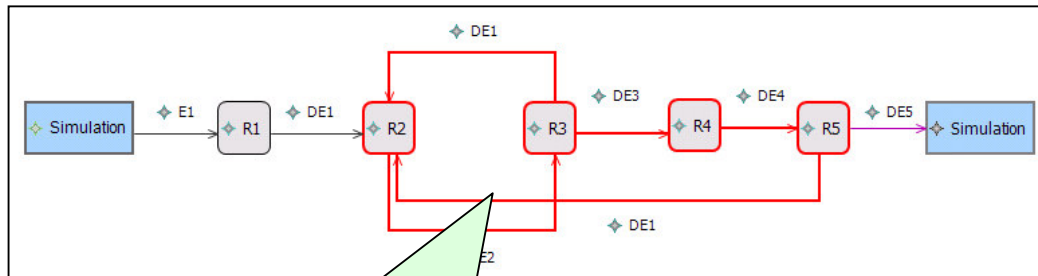 DE1
E1
DE1
DE3
DE4
DE5
Simulation
R1
R2
R3
R4
R5
Simulation
DE1
E2